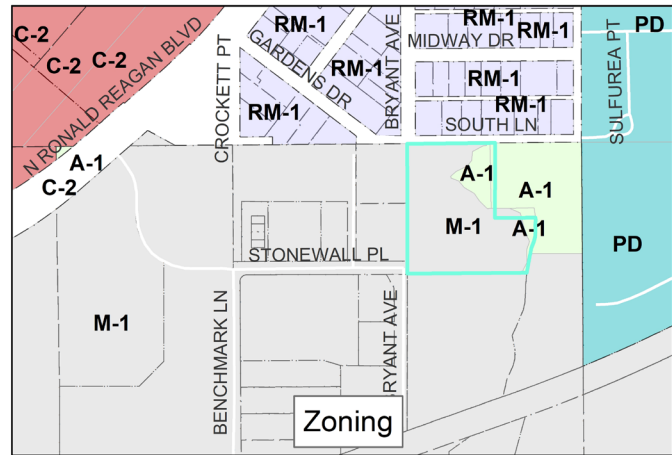 C-2
C-2
C-2
N RONALD REAGAN BLVD
A-1
C-2
CROCKETT PT
GARDENS DR
RM-1
RM-1
RM-1
BRYANT AVE
RM-1
MIDWAY DR
RM-1
RM-1
RM-1
SOUTH LN
SULFUREA PT
PD
A-1
A-1
A-1
M-1
PD
STONEWALL PL
M-1
BENCHMARK LN
BRYANT AVE
Zoning